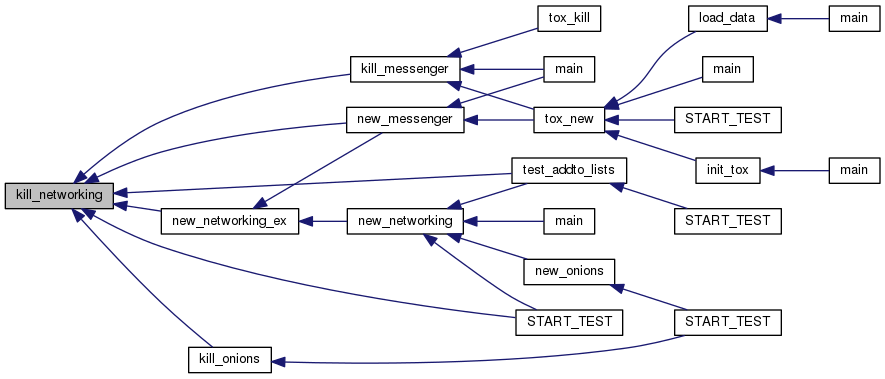 tox_kill
load_data
main
kill_messenger
main
main
new_messenger
tox_new
START_TEST
test_addto_lists
init_tox
main
kill_networking
new_networking_ex
new_networking
main
START_TEST
new_onions
START_TEST
START_TEST
kill_onions